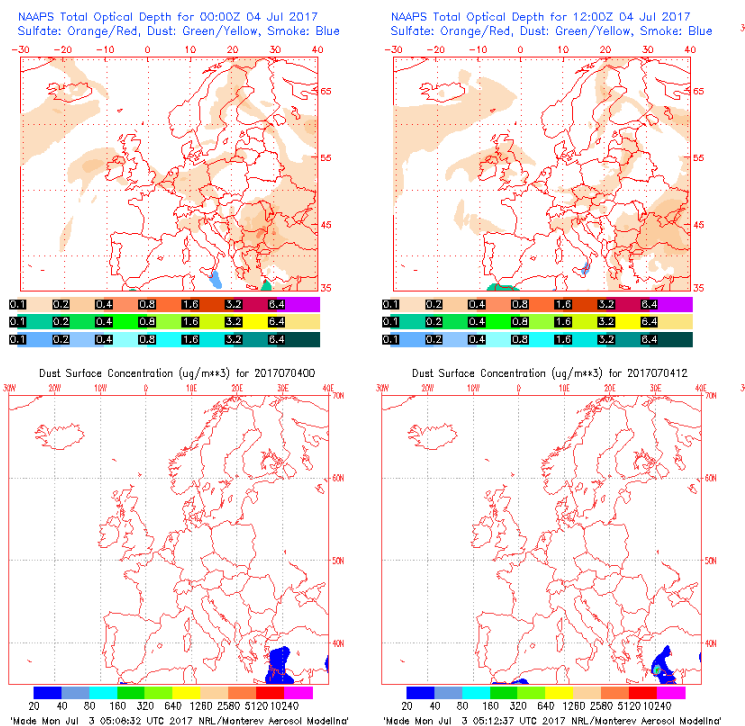 NAAPS Total Optical Depth for 00:00Z 04 Jul 2017
Sulfate: Orange/Red, Dust: Green/Yellow, Smoke: Blue
-30 -20 -10 0 10 20 30 40
65
55
45
35
0.1 0.2 0.4 0.8 1.6 3.2 6.4
0.1 0.2 0.4 0.8 1.6 3.2 6.4
0.1 0.2 0.4 0.8 1.6 3.2 6.4
NAAPS Total Optical Depth for 12:00Z 04 Jul 2017
Sulfate: Orange/Red, Dust: Green/Yellow, Smoke: Blue
-30 -20 -10 0 10 20 30 40
65
55
45
35
0.1 0.2 0.4 0.8 1.6 3.2 6.4
0.1 0.2 0.4 0.8 1.6 3.2 6.4
0.1 0.2 0.4 0.8 1.6 3.2 6.4
3
Dust Surface Concentration (ug/m**3) for 2017070400
30W 20W 10W 0 10E 20E 30E 40E
70N
60N
50N
40N
20 40 80 160 320 640 1280 2560 5120 10240
'Made Mon Jul 3 05:06:32 UTC 2017 NRL/Monterey Aerosol Modeling'
Dust Surface Concentration (ug/m**3) for 2017070412
30W 20W 10W 0 10E 20E 30E 40E
70N
60N
50N
40N
20 40 80 160 320 640 1280 2560 5120 10240
'Made Mon Jul 3 05:12:37 UTC 2017 NRL/Monterey Aerosol Modeling'
3